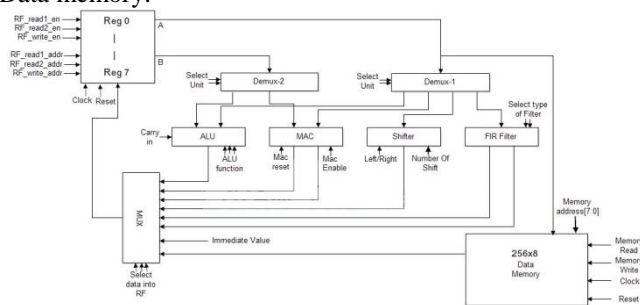 Data memory.
RF_read1_en
RF_read2_en
RF_write_en
RF_read1_addr
RF_read2_addr
RF_write_addr
Reg 0
Reg 7
A
B
Clock
Reset
Select
Unit
Demux-2
Select
Unit
Demux-1
Select type
of Filter
Carry
in
ALU
MAC
Shifter
FIR Filter
ALU
function
Mac
reset
Mac
Enable
Left/Right
Number Of
Shift
MUX
Immediate Value
Select
data into
RF
Memory
address[7:0]
256x8
Data
Memory
Memory
Read
Memory
Write
Clock
Reset